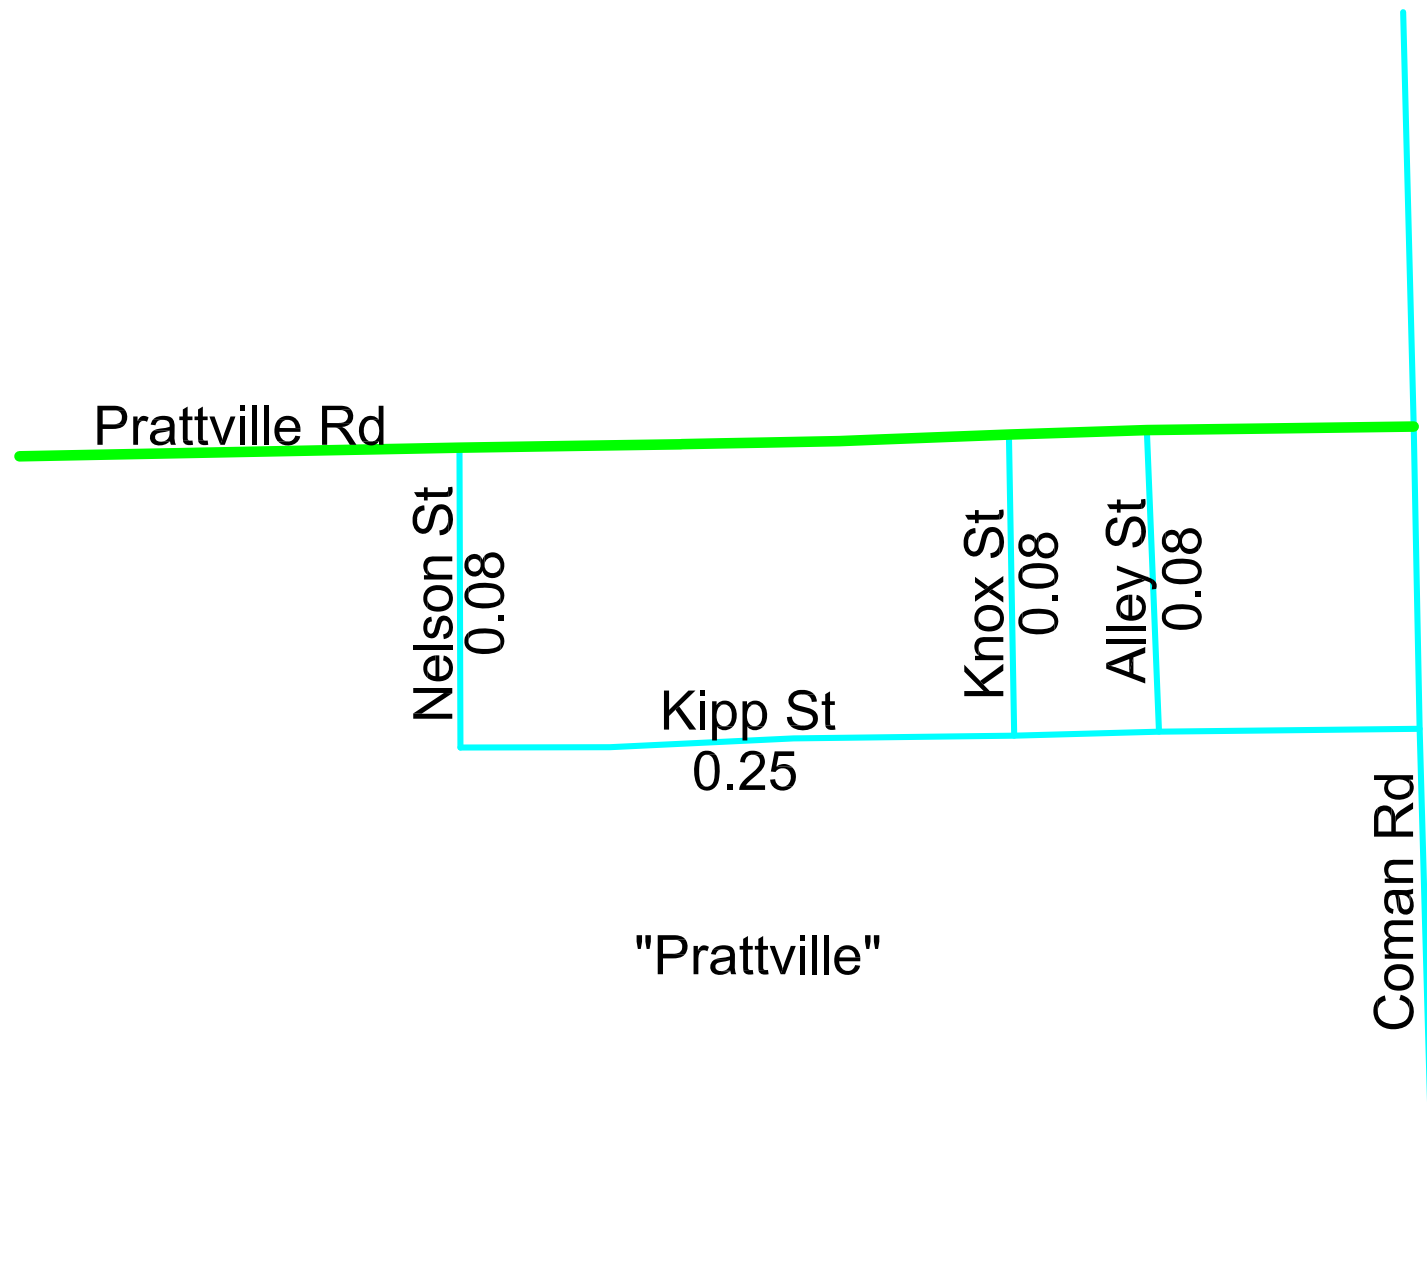 Prattville Rd
Nelson St
0.08
Knox St
0.08
Alley St
0.08
Kipp St
0.25
Coman Rd
"Prattville"